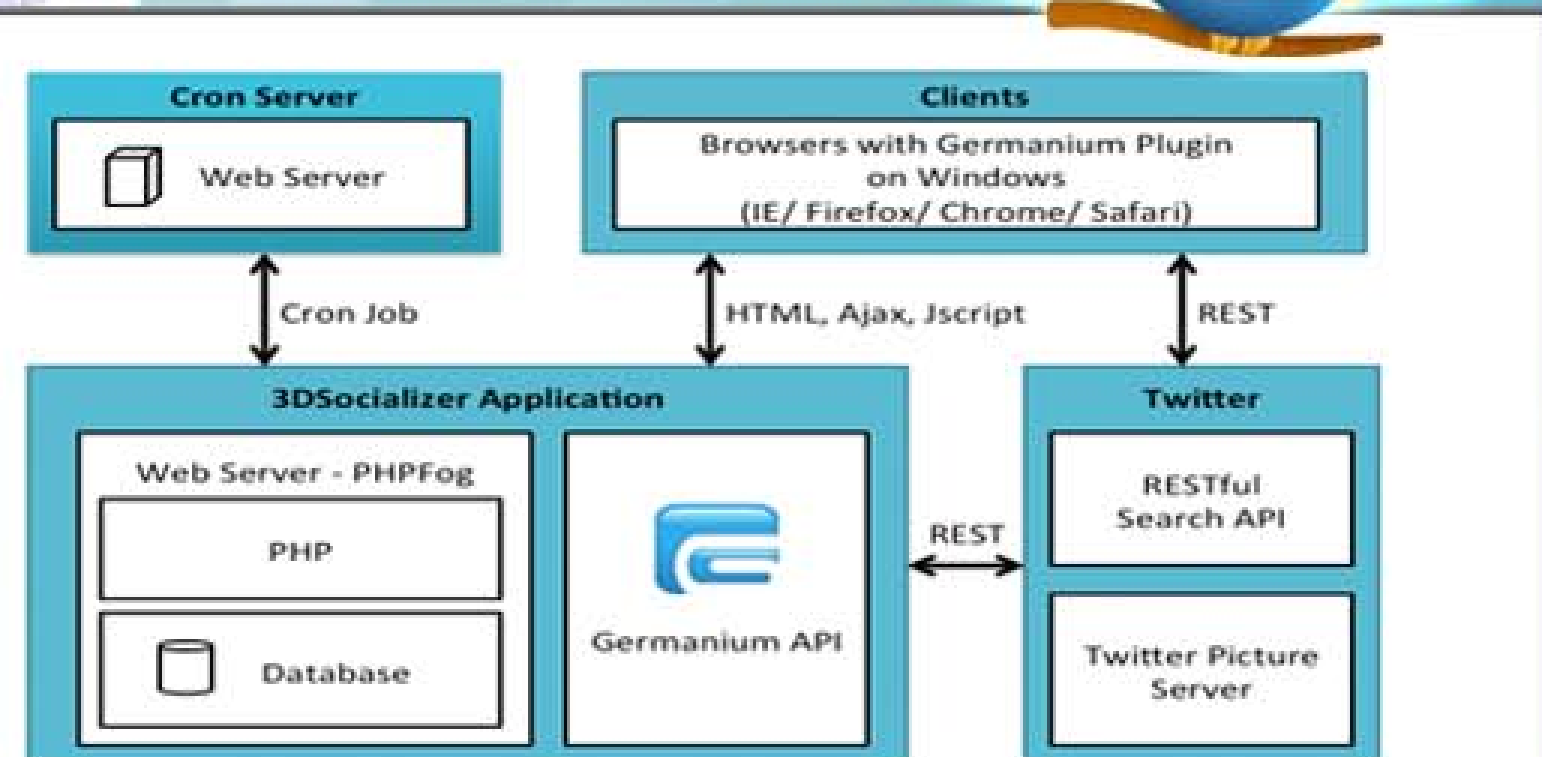 Cron Server
Web Server
Clients
Browsers with Germanium Plugin
on Windows
(IE/ Firefox/ Chrome/ Safari)
Cron Job
HTML, Ajax, Jscript
REST
3DSocializer Application
Web Server - PHPFog
PHP
Database
Germanium API
REST
Twitter
RESTful
Search API
Twitter Picture
Server